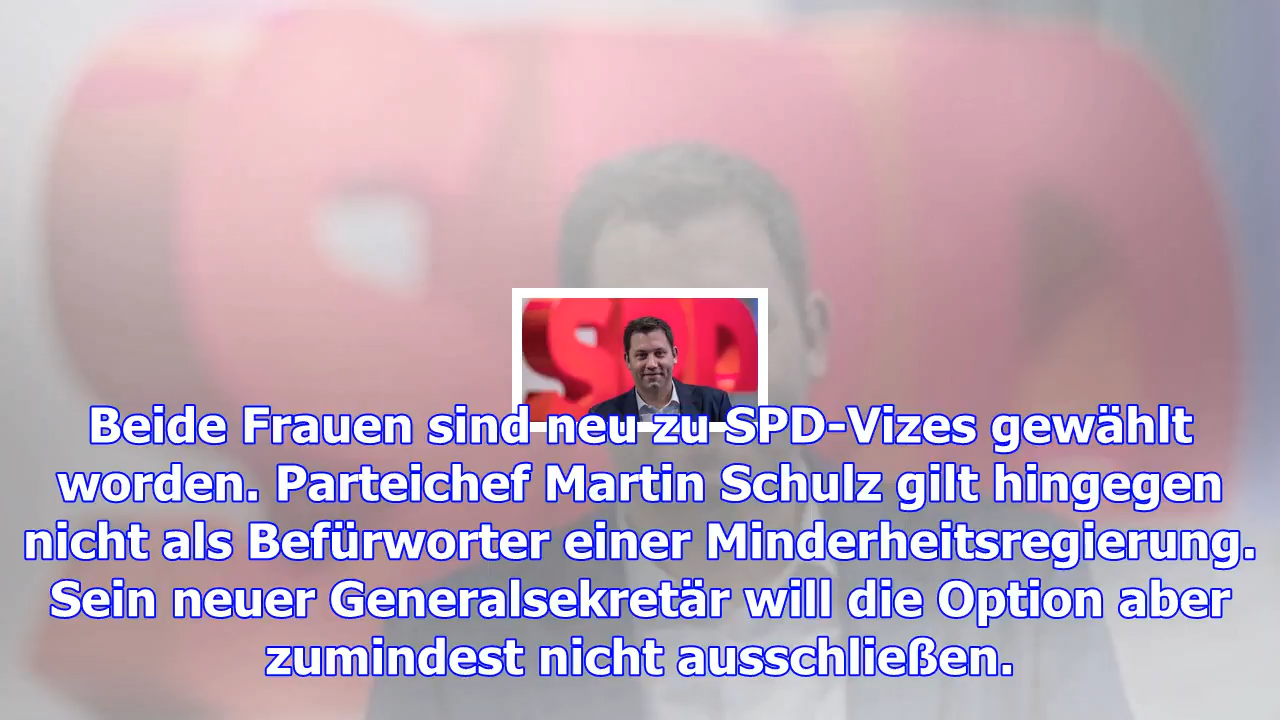 SPD
Beide Frauen sind neu zu SPD-Vizes gewählt
worden. Parteichef Martin Schulz gilt hingegen
nicht als Befürworter einer Minderheitsregierung.
Sein neuer Generalsekretär will die Option aber
zumindest nicht ausschließen.